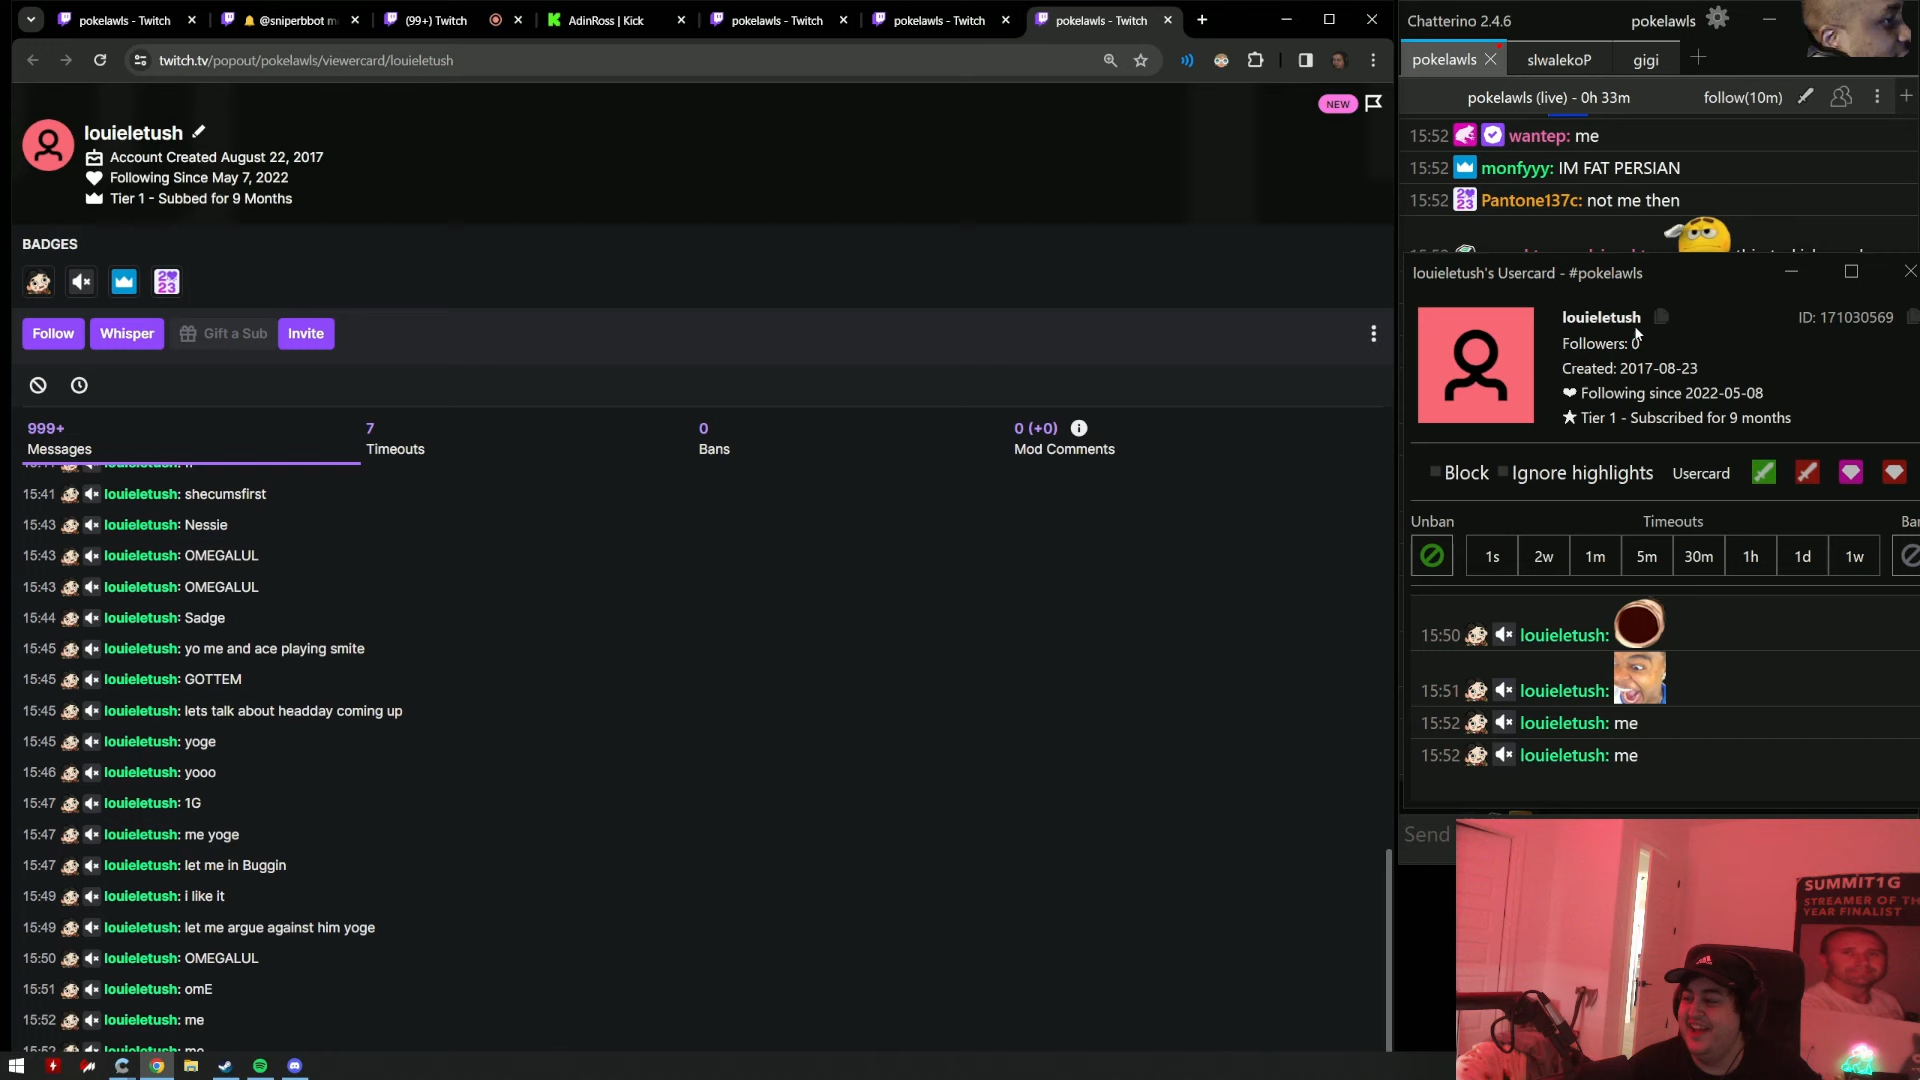 pokelawls - Twitch
@sniperbbot m
(99+) Twitch
AdinRoss | Kick
pokelawls - Twitch
pokelawls - Twitch
pokelawls - Twitch
twitch.tv/popout/pokelawls/viewercard/louieletush
NEW
louieletush
Account Created August 22, 2017
Following Since May 7, 2022
Tier 1 - Subbed for 9 Months
BADGES
2 23
Follow Whisper Gift a Sub Invite
999+ 7 0 0 (+0)
Messages Timeouts Bans Mod Comments
15:41 louieletush: shecumsfirst
15:43 louieletush: Nessie
15:43 louieletush: OMEGALUL
15:43 louieletush: OMEGALUL
15:44 louieletush: Sadge
15:45 louieletush: yo me and ace playing smite
15:45 louieletush: GOTTEM
15:45 louieletush: lets talk about headday coming up
15:45 louieletush: yoge
15:46 louieletush: yooo
15:47 louieletush: 1G
15:47 louieletush: me yoge
15:47 louieletush: let me in Buggin
15:49 louieletush: i like it
15:49 louieletush: let me argue against him yoge
15:50 louieletush: OMEGALUL
15:51 louieletush: omE
15:52 louieletush: me
15:52 louieletush: me
Chatterino 2.4.6 pokelawls
pokelawls slwalekoP gigi
pokelawls (live) - 0h 33m follow(10m)
15:52 wantep: me
15:52 monfyyy: IM FAT PERSIAN
15:52 Pantone137c: not me then
louieletush's Usercard - #pokelawls
louieletush ID: 171030569
Followers: 0
Created: 2017-08-23
Following since 2022-05-08
Tier 1 - Subscribed for 9 months
Block Ignore highlights Usercard
Unban Timeouts Ba
1s 2w 1m 5m 30m 1h 1d 1w
15:50 louieletush:
15:51 louieletush:
15:52 louieletush: me
15:52 louieletush: me
Send
SUMMIT1G
STREAMER OF TH
YEAR FINALIST